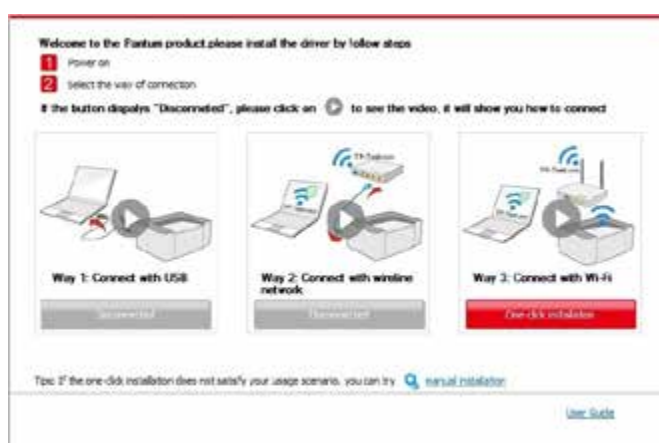 Welcome to the Pantum product,please install the driver by follow steps
1 Power on
2 Select the way of connection
If the button dispalys "Disconneted", please click on to see the video, it will show you how to connect
Way 1: Connect with USB
Way 2: Connect with wireline
network
Way 3: Connect with Wi-Fi
Disconnected
Disconnected
One-click installation
Tips: If the one-click installation does not satisfy your usage scenario, you can try manual installation
User Guide